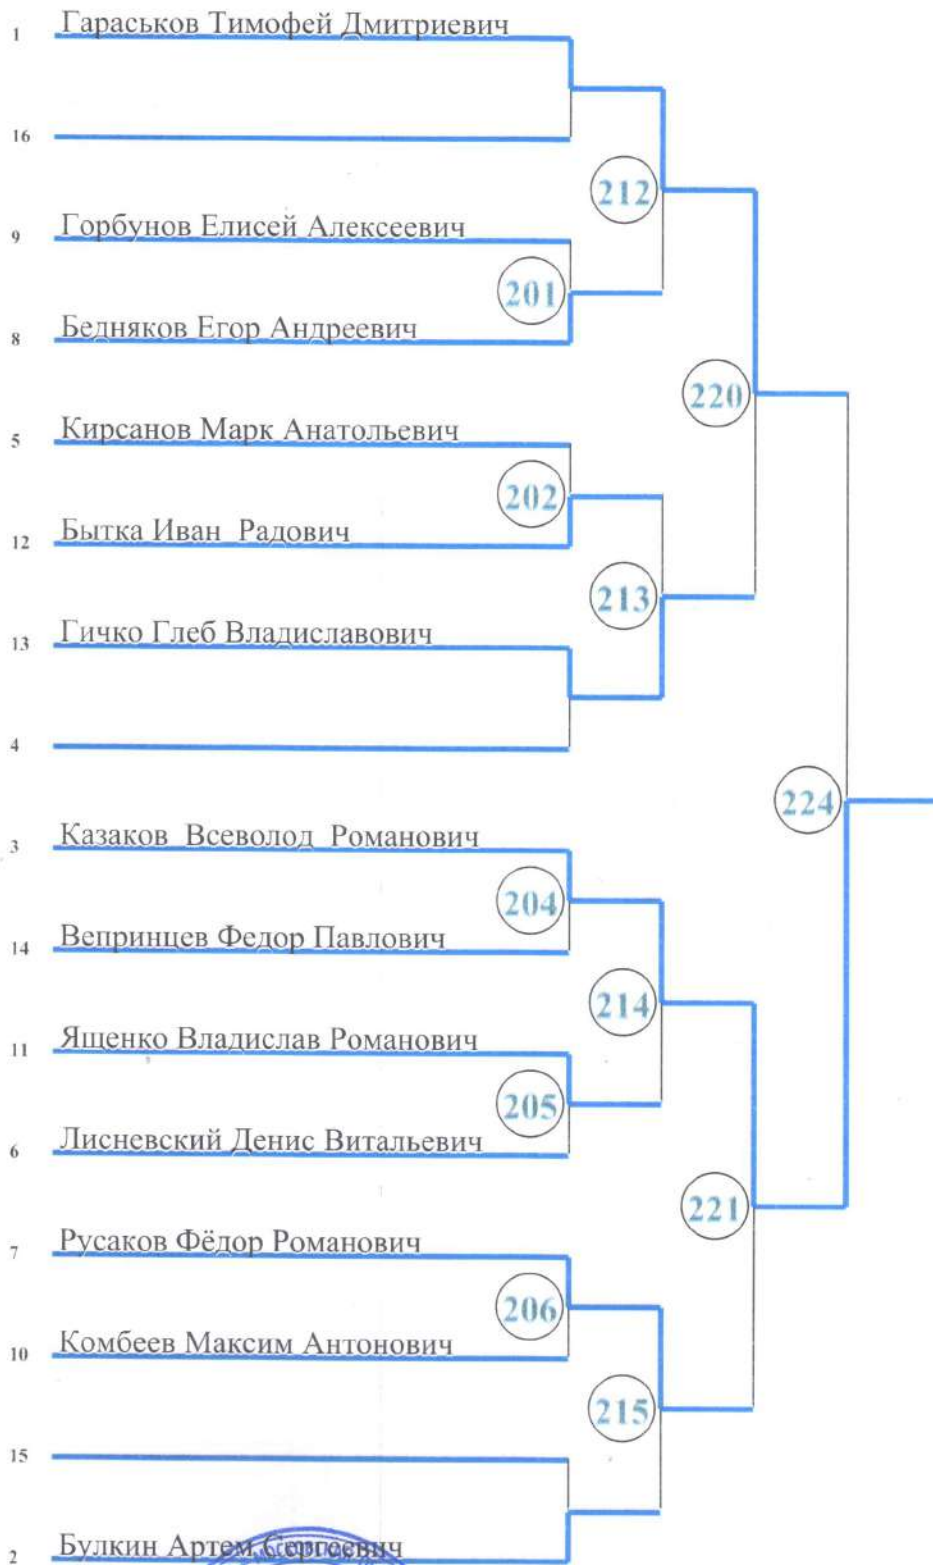 1 Гараськов Тимофей Дмитриевич
16
212
9 Горбунов Елисей Алексеевич
201
8 Бедняков Егор Андреевич
220
5 Кирсанов Марк Анатольевич
202
12 Бытка Иван Радович
213
13 Гичко Глеб Владиславович
4
224
3 Казаков Всеволод Романович
204
14 Вепринцев Федор Павлович
214
11 Ященко Владислав Романович
205
6 Лисневский Денис Витальевич
221
7 Русаков Фёдор Романович
206
10 Комбеев Максим Антонович
215
15
2 Булкин Артем Сергеевич